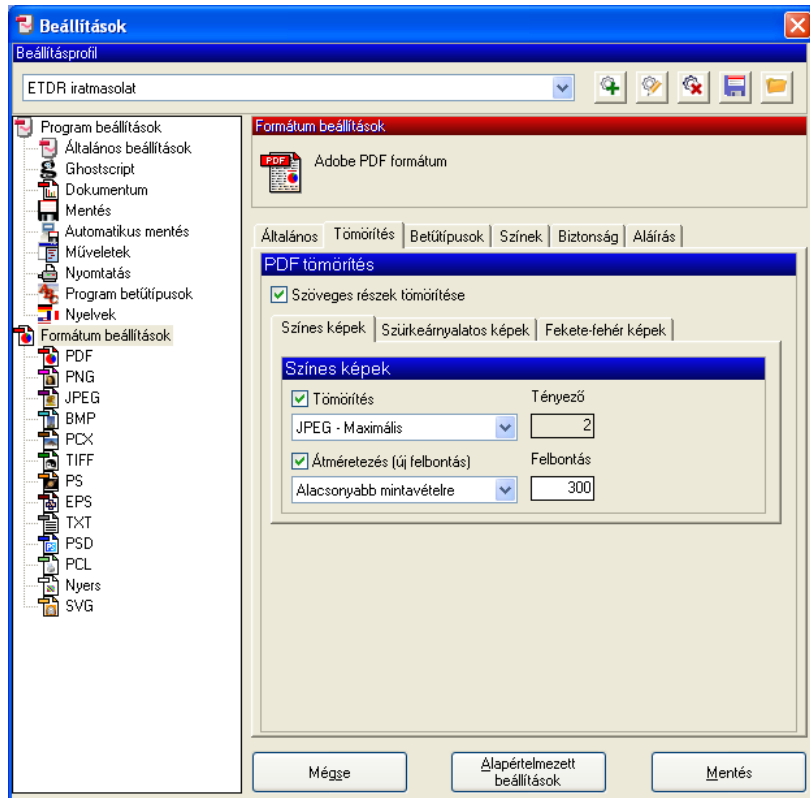 Beállítások
Beállításprofil
ETDR iratmasolat
Program beállítások
Általános beállítások
Ghostscript
Dokumentum
Mentés
Automatikus mentés
Műveletek
Nyomtatás
Program betűtípusok
Nyelvek
Formátum beállítások
PDF
PNG
JPEG
BMP
PCX
TIFF
PS
EPS
TXT
PSD
PCL
Nyers
SVG
Formátum beállítások
PDF
Adobe PDF formátum
Általános Tömörítés Betűtípusok Színek Biztonság Aláírás
PDF tömörítés
Szöveges részek tömörítése
Színes képek Szürkeárnyalatos képek Fekete-fehér képek
Színes képek
Tömörítés Tényező
JPEG - Maximális 2
Átméretezés (új felbontás) Felbontás
Alacsonyabb mintavételre 300
Mégse
Alapértelmezett
beállítások
Mentés